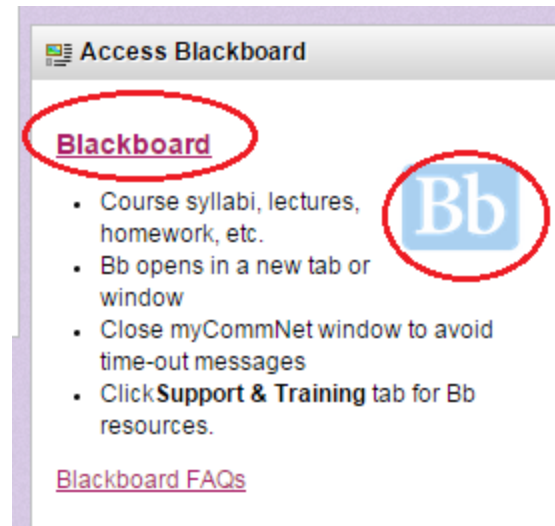 Access Blackboard
Blackboard
Bb
Course syllabi, lectures,
homework, etc.
Bb opens in a new tab or
window
Close myCommNet window to avoid
time-out messages
ClickSupport & Training tab for Bb
resources.
Blackboard FAQs